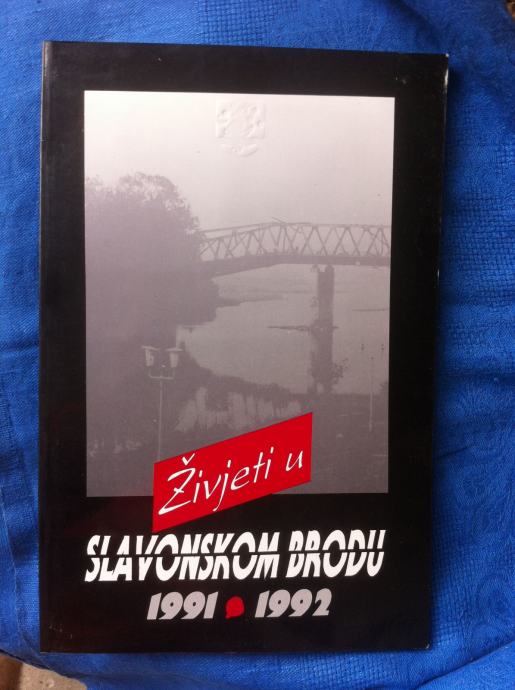 Živjeti u
SLAVONSKOM BRODU
1991 1992